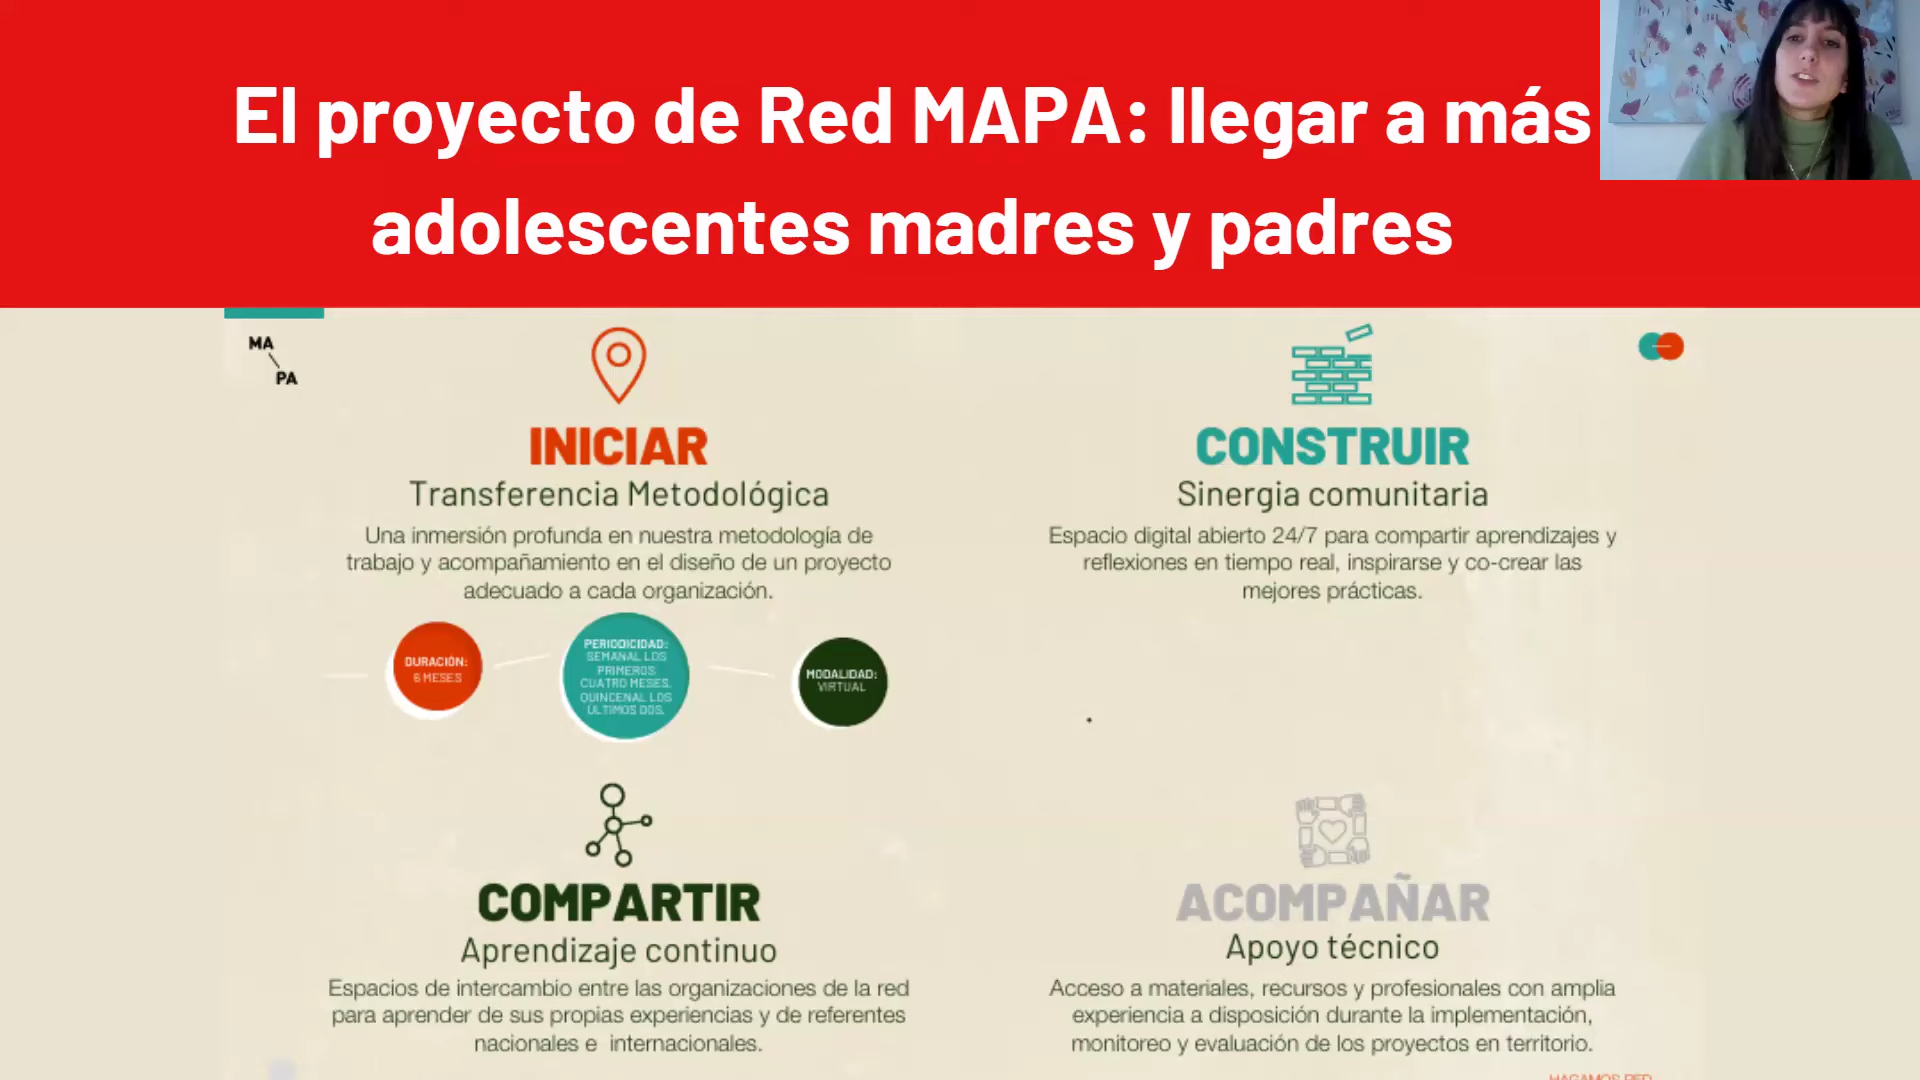 El proyecto de Red MAPA: llegar a más
adolescentes madres y padres
MA
PA
INICIAR
Transferencia Metodológica
Una inmersión profunda en nuestra metodología de
trabajo y acompañamiento en el diseño de un proyecto
adecuado a cada organización.
DURACIÓN:
6 MESES
PERIODICIDAD:
SEMANAL LOS
PRIMEROS
CUATRO MESES.
QUINCENAL LOS
ÚLTIMOS DOS.
MODALIDAD:
VIRTUAL
CONSTRUIR
Sinergia comunitaria
Espacio digital abierto 24/7 para compartir aprendizajes y
reflexiones en tiempo real, inspirarse y co-crear las
mejores prácticas.
COMPARTIR
Aprendizaje continuo
Espacios de intercambio entre las organizaciones de la red
para aprender de sus propias experiencias y de referentes
nacionales e internacionales.
ACOMPAÑAR
Apoyo técnico
Acceso a materiales, recursos y profesionales con amplia
experiencia a disposición durante la implementación,
monitoreo y evaluación de los proyectos en territorio.
HAGAMOS RED